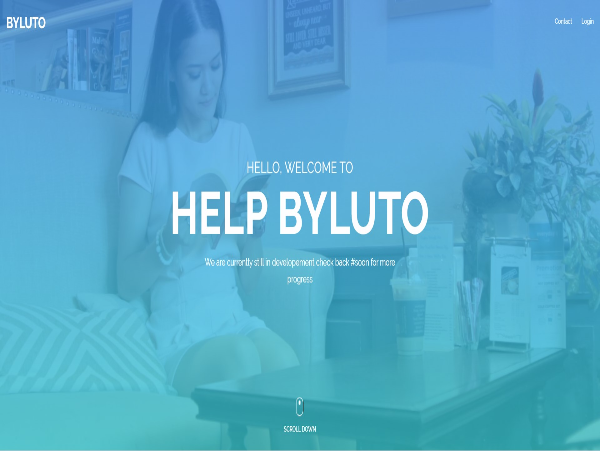 BYLUTO
Contact
Login
HELLO, WELCOME TO
HELP BYLUTO
We are currently still in developement check back #soon for more
progress
SCROLL DOWN